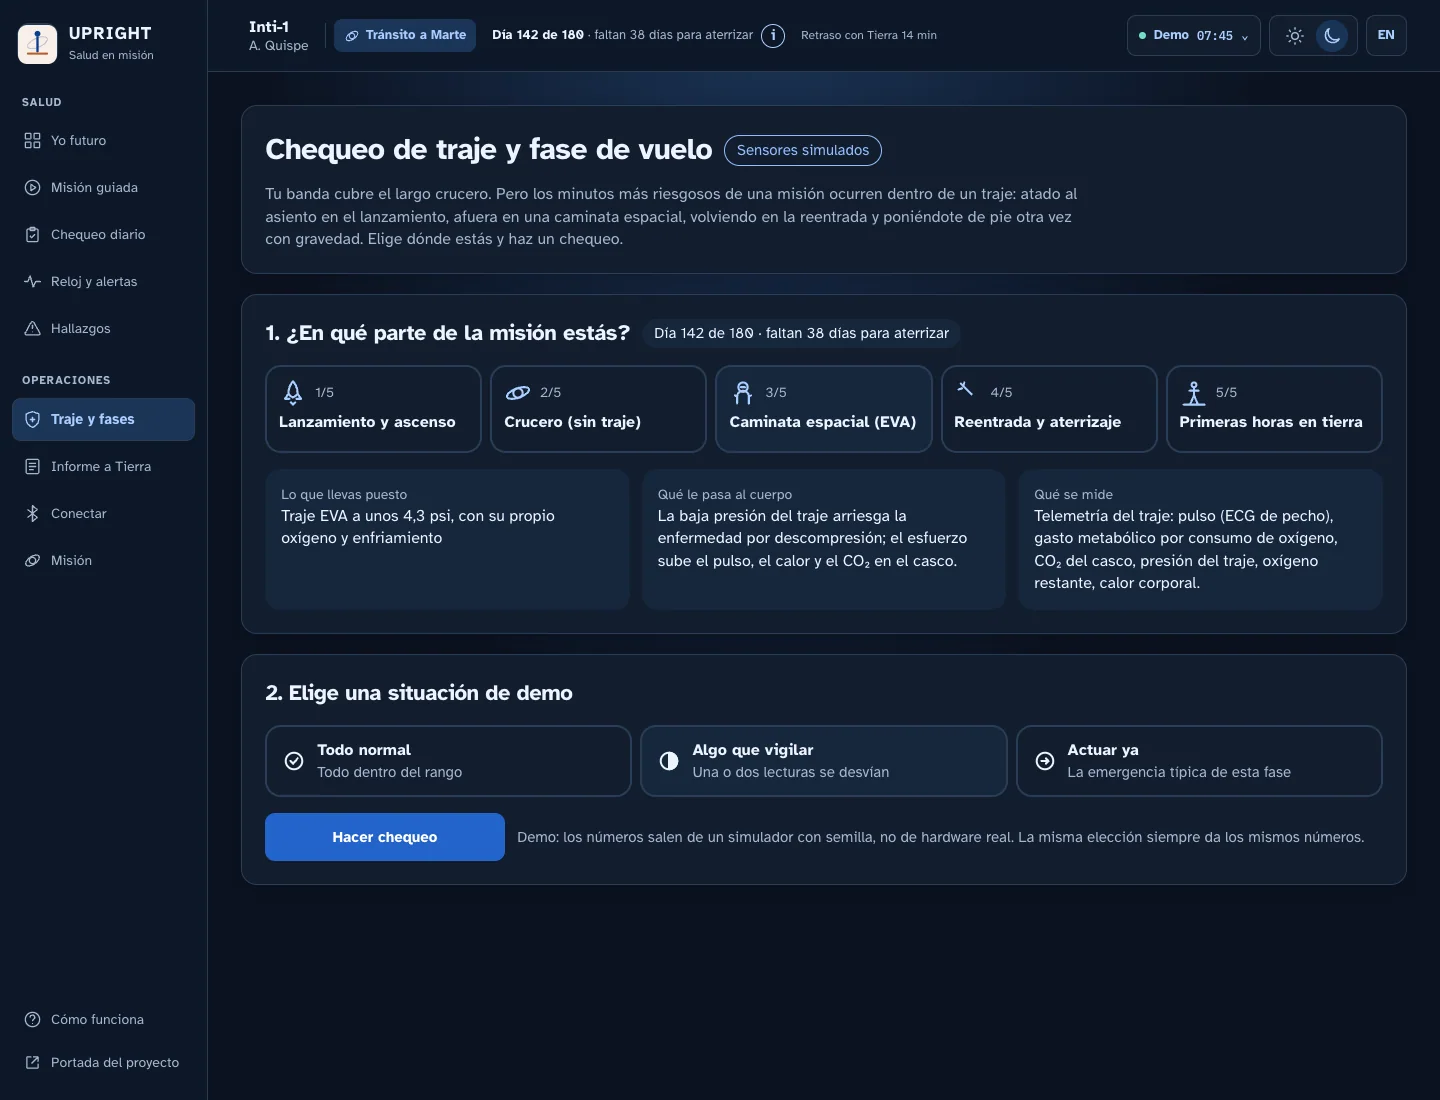 UPRIGHT
Salud en misión
SALUD
Yo futuro
Misión guiada
Chequeo diario
Reloj y alertas
Hallazgos
OPERACIONES
Traje y fases
Informe a Tierra
Conectar
Misión
Cómo funciona
Portada del proyecto
Inti-1
A. Quispe
Tránsito a Marte
Día 142 de 180 · faltan 38 días para aterrizar
i
Retraso con Tierra 14 min
Demo 07:45
EN
Chequeo de traje y fase de vuelo
Sensores simulados
Tu banda cubre el largo crucero. Pero los minutos más riesgosos de una misión ocurren dentro de un traje: atado al
asiento en el lanzamiento, afuera en una caminata espacial, volviendo en la reentrada y poniéndote de pie otra vez
con gravedad. Elige dónde estás y haz un chequeo.
1. ¿En qué parte de la misión estás?
Día 142 de 180 · faltan 38 días para aterrizar
1/5
Lanzamiento y ascenso
2/5
Crucero (sin traje)
3/5
Caminata espacial (EVA)
4/5
Reentrada y aterrizaje
5/5
Primeras horas en tierra
Lo que llevas puesto
Traje EVA a unos 4,3 psi, con su propio
oxígeno y enfriamiento
Qué le pasa al cuerpo
La baja presión del traje arriesga la
enfermedad por descompresión; el esfuerzo
sube el pulso, el calor y el CO₂ en el casco.
Qué se mide
Telemetría del traje: pulso (ECG de pecho),
gasto metabólico por consumo de oxígeno,
CO₂ del casco, presión del traje, oxígeno
restante, calor corporal.
2. Elige una situación de demo
Todo normal
Todo dentro del rango
Algo que vigilar
Una o dos lecturas se desvían
Actuar ya
La emergencia típica de esta fase
Hacer chequeo
Demo: los números salen de un simulador con semilla, no de hardware real. La misma elección siempre da los mismos números.